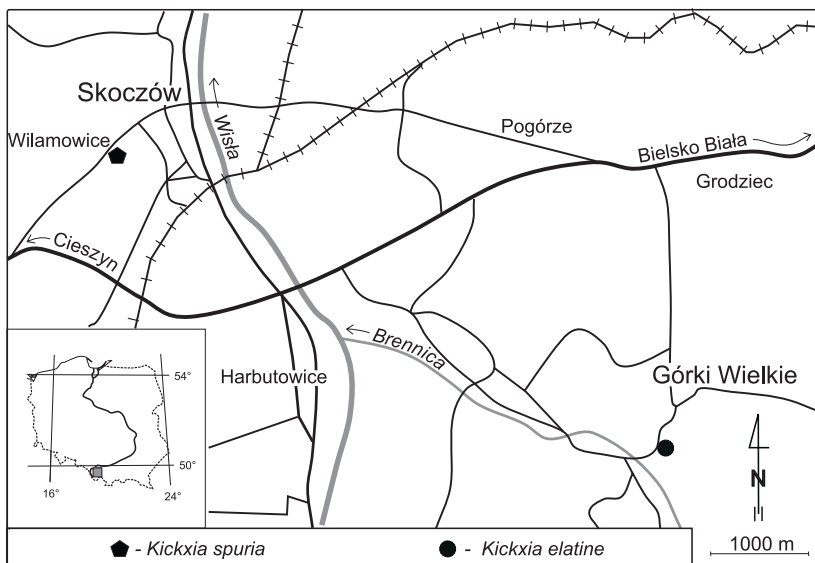 Skoczów
Wisła
Wilamowice
Pogórze
Bielsko Biała
Grodziec
Cieszyn
Brennica
Harbutowice
Górki Wielkie
54°
50°
16°
24°
N
- Kickxia spuria
- Kickxia elatine
1000 m